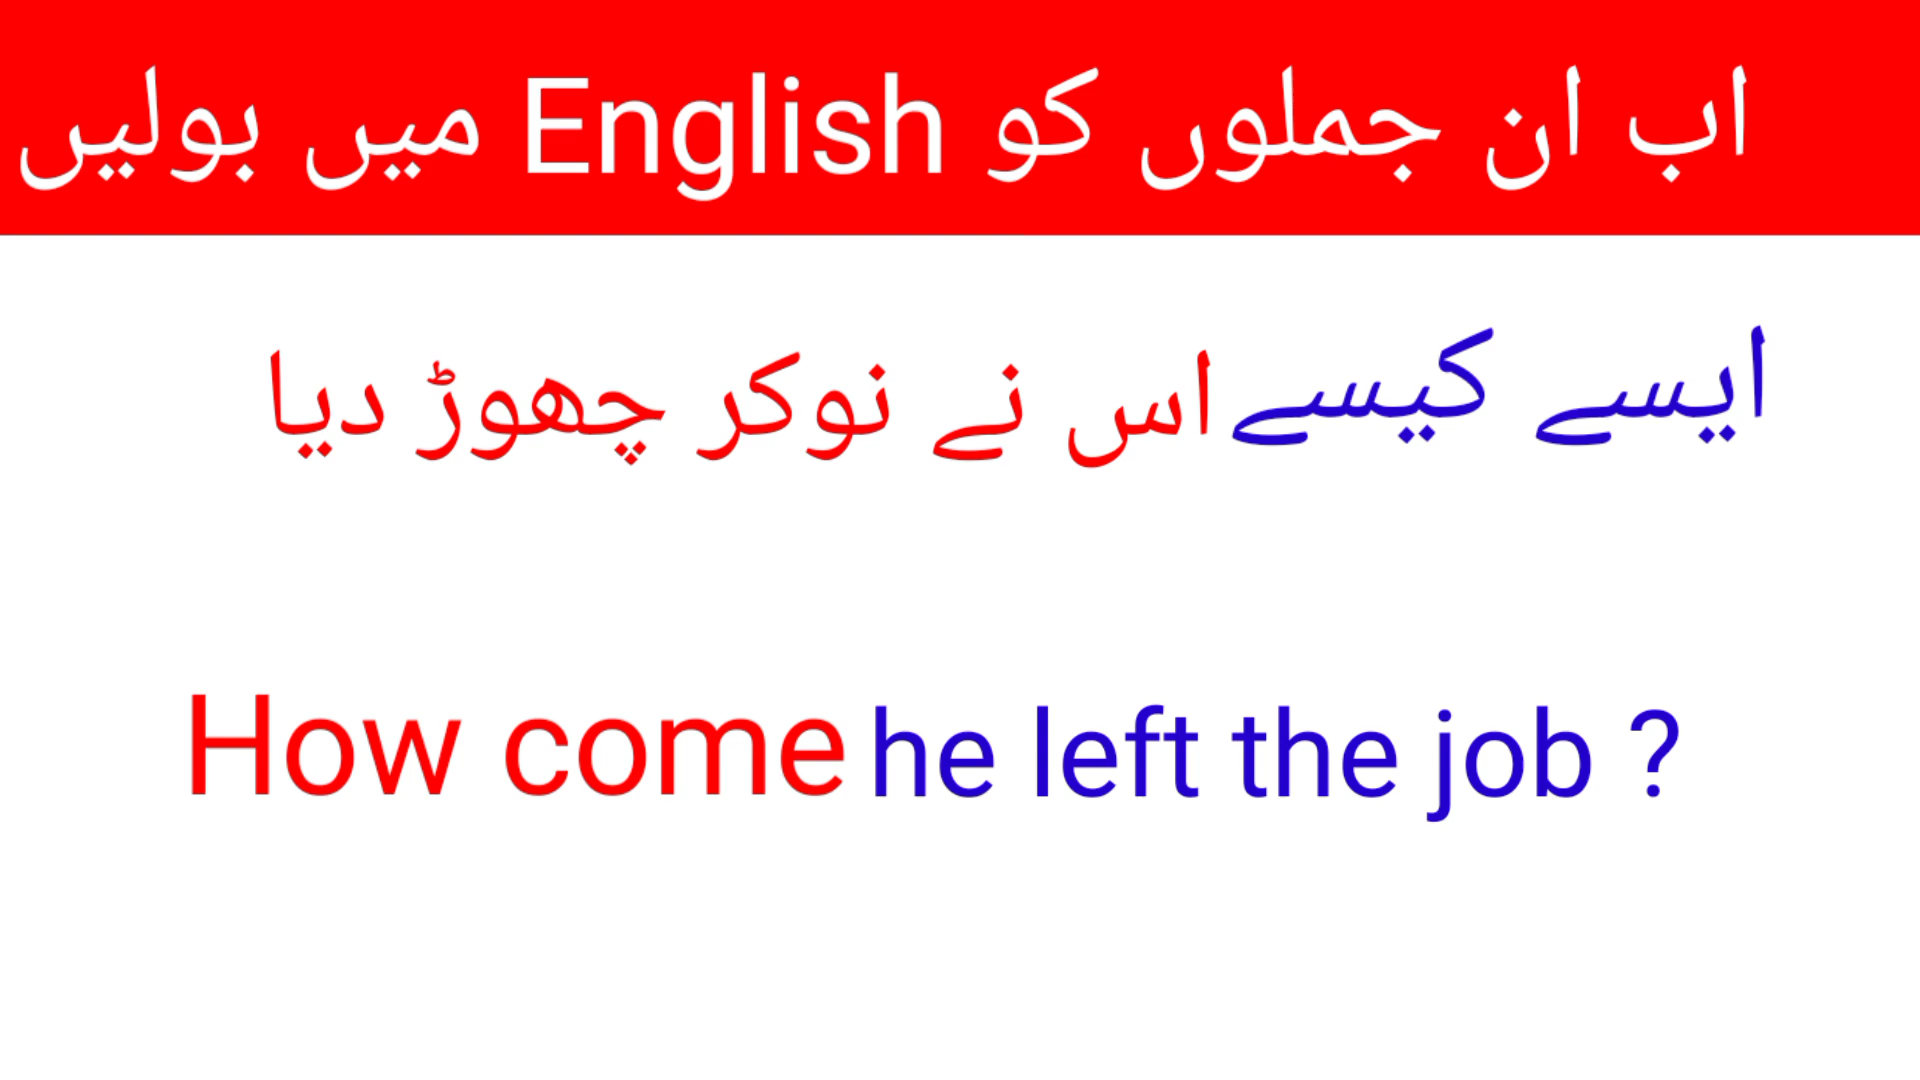 اب ان جملوں کو English میں بولیں
ایسے کیسے اس نے نوکر چھوڑ دیا
How come he left the job ?